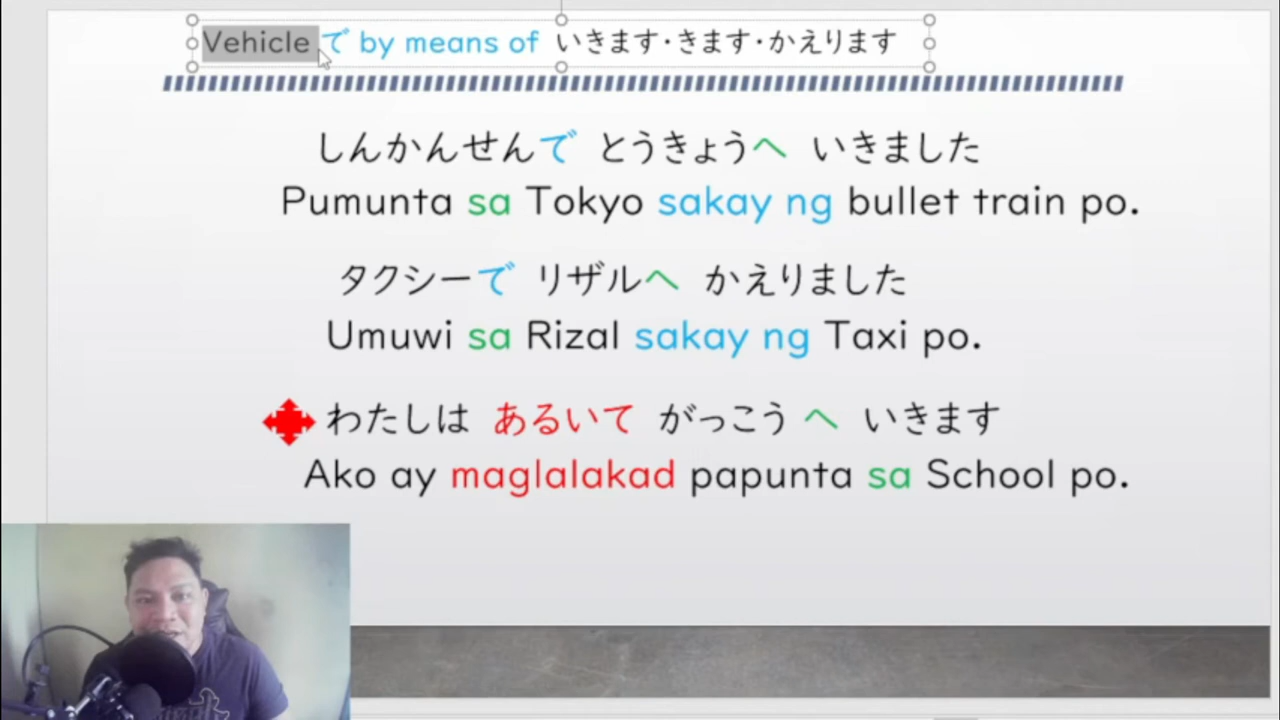 Vehicle で by means of いきます・きます・かえります
しんかんせんで とうきょうへ いきました
Pumunta sa Tokyo sakay ng bullet train po.
タクシーで リザルへ かえりました
Umuwi sa Rizal sakay ng Taxi po.
わたしは あるいて がっこう へ いきます
Ako ay maglalakad papunta sa School po.